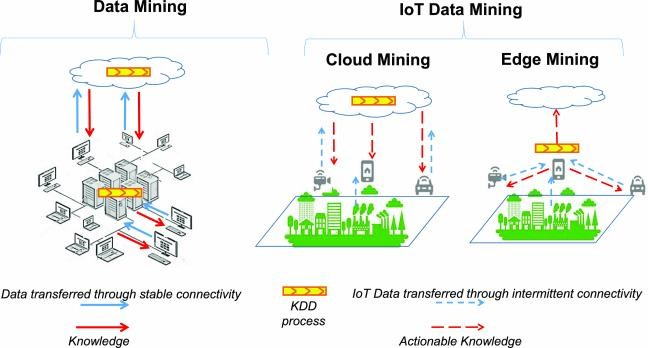 Data Mining
IoT Data Mining
Cloud Mining
Edge Mining
Data transferred through stable connectivity
Knowledge
KDD
process
IoT Data transferred through intermittent connectivity
Actionable Knowledge